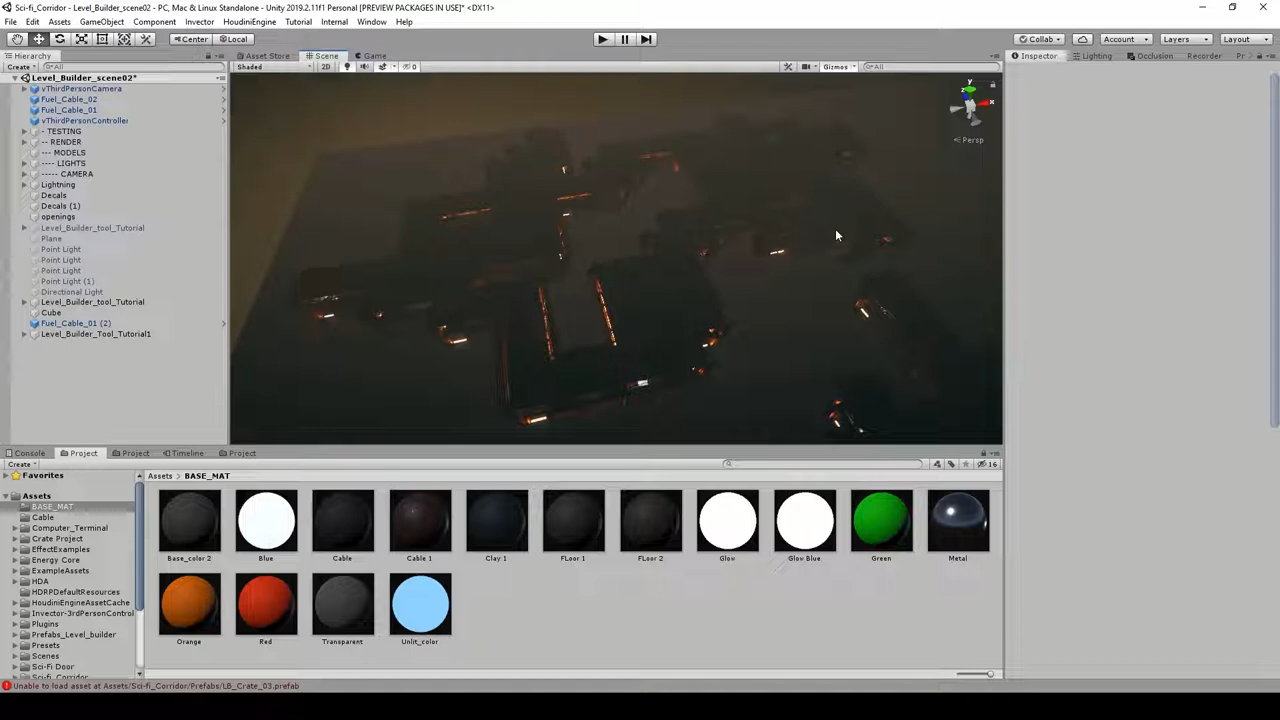 Sci-fi_Corridor - Level_Builder_scene02 - PC, Mac & Linux Standalone - Unity 2019.2.11f1 Personal [PREVIEW PACKAGES IN USE]* <DX11>
File Edit Assets GameObject Component Invector HoudiniEngine Tutorial Internal Window Help
Center Local Collab Account Layers Layout
Hierarchy Asset Store Scene Game Inspector Lighting Occlusion Packages Pr
Create All Shaded 2D 0 Gizmos All
Level_Builder_scene02*
vThirdPersonCamera
Fuel_Cable_02
Fuel_Cable_01
vThirdPersonController
- TESTING
-- RENDER
--- MODELS
---- LIGHTS
----- CAMERA
Lightning
Decals
Decals (1)
openings
Level_Builder_tool_Tutorial
Plane
Point Light
Point Light
Point Light
Point Light (1)
Directional Light
Level_Builder_tool_Tutorial
Cube
Fuel_Cable_01 (2)
Level_Builder_Tool_Tutorial1
y
x
z
Persp
Console Project Project Timeline Project
Create 16
Favorites
Assets
BASE_MAT
Cable
Computer_Terminal
Crate Project
EffectExamples
Energy Core
ExampleAssets
HDA
HDRPDefaultResources
HoudiniEngineAssetCache
Invector-3rdPersonControl
Plugins
Prefabs_Level_builder
Presets
Scenes
Sci-Fi Door
Sci-fi_Corridor
Assets BASE_MAT
Base_color 2 Blue Cable Cable 1 Clay 1 FLoor 1 FLoor 2 Glow Glow Blue Green Metal
Orange Red Transparent Unlit_color
Unable to load asset at Assets/Sci-fi_Corridor/Prefabs/LB_Crate_03.prefab